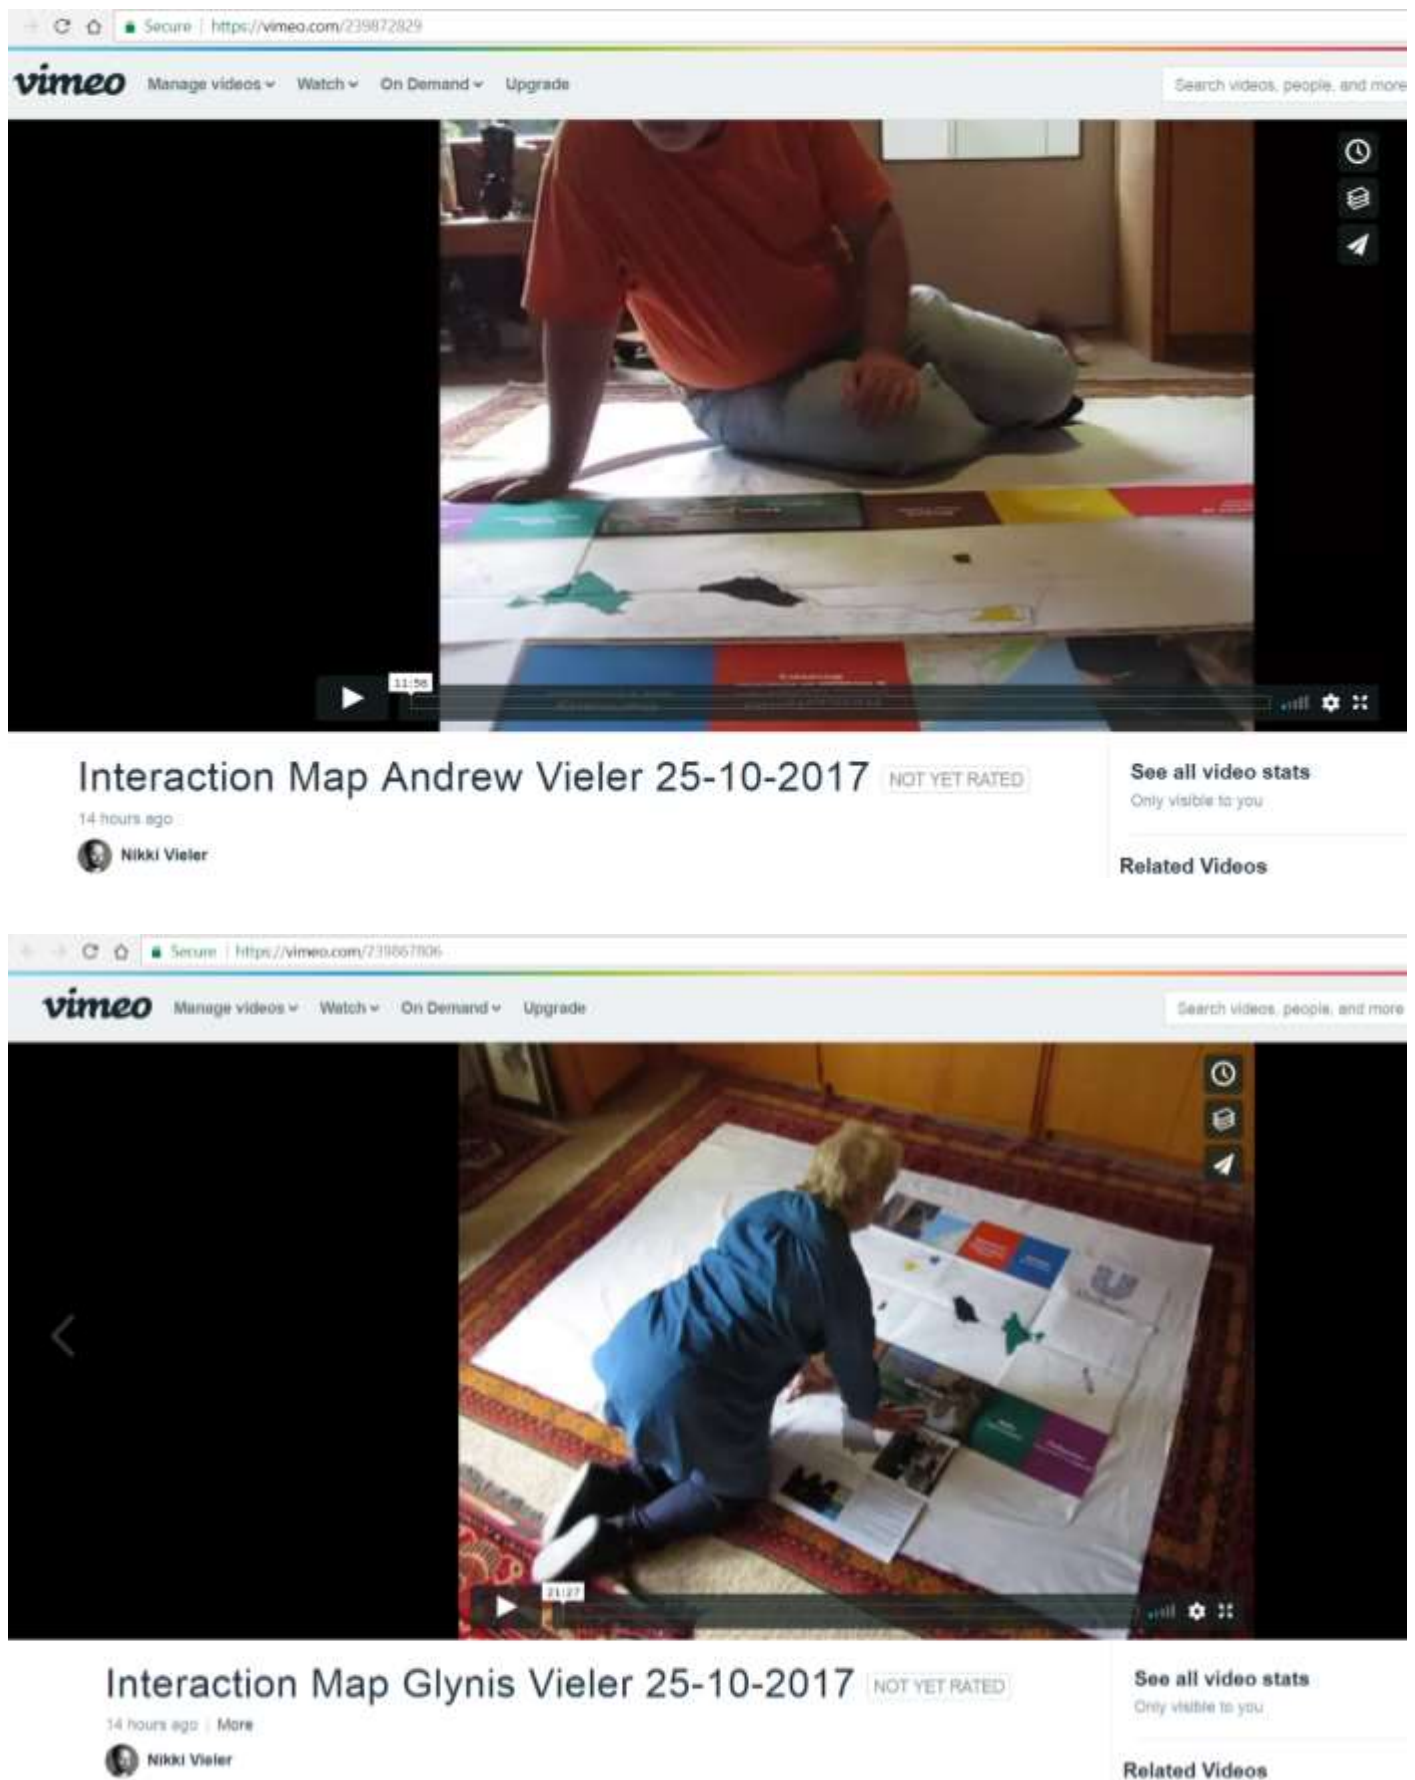 Secure https://vimeo.com/239872829
vimeo Manage videos Watch On Demand Upgrade Search videos, people, and more
11:56
Interaction Map Andrew Vieler 25-10-2017 NOT YET RATED
14 hours ago
Nikki Vieler
See all video stats
Only visible to you
Related Videos
Secure https://vimeo.com/239867806
vimeo Manage videos Watch On Demand Upgrade Search videos, people, and more
21:27
Interaction Map Glynis Vieler 25-10-2017 NOT YET RATED
14 hours ago More
Nikki Vieler
See all video stats
Only visible to you
Related Videos